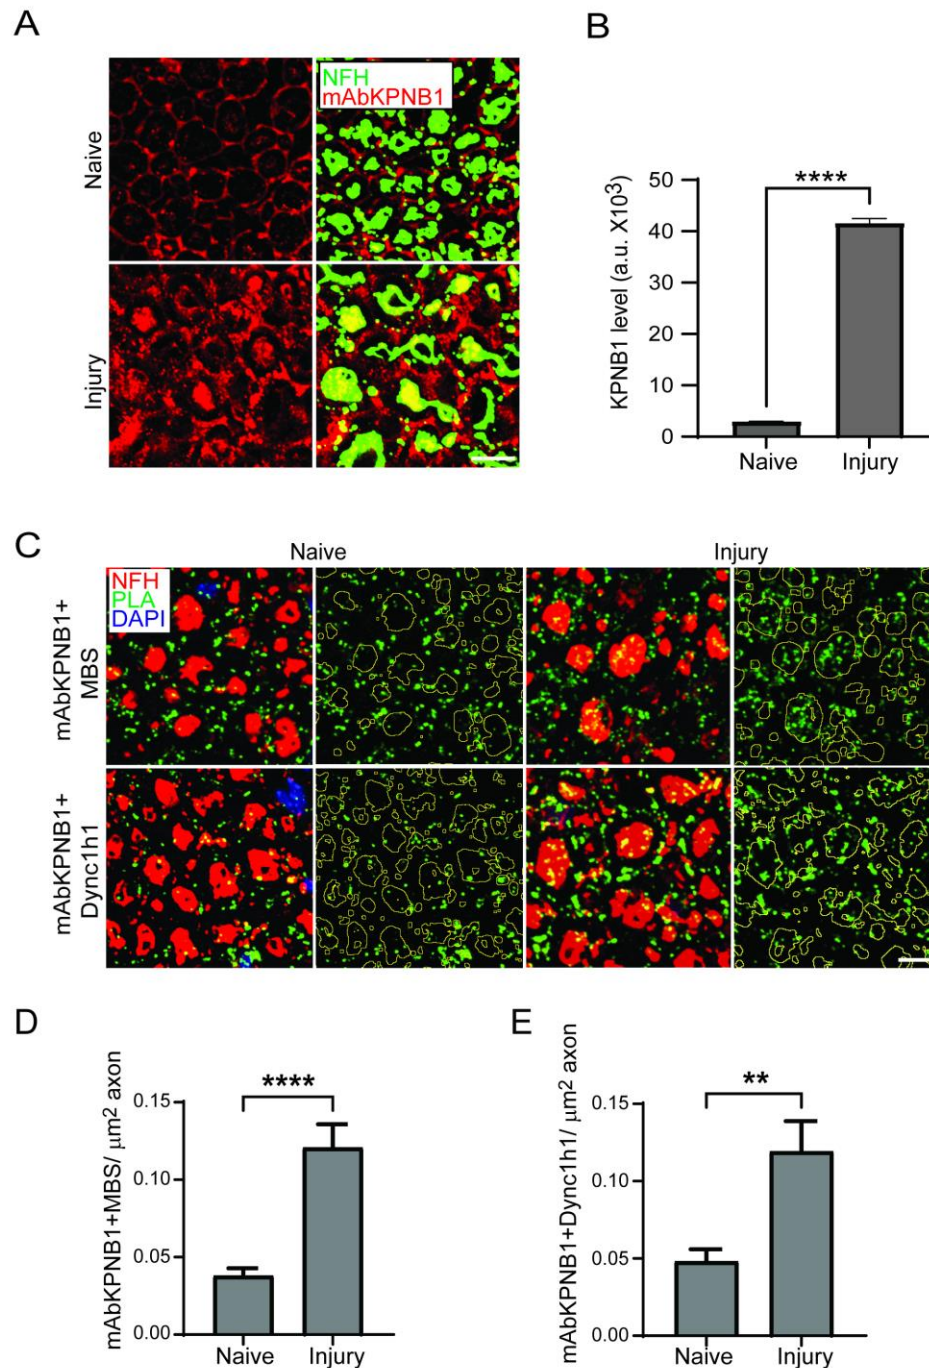 A
NFH
mAbKPNB1
Naive
Injury
B
****
KPNB1 level (a.u. X10³)
50
40
30
20
10
0
Naive
Injury
C
Naive
Injury
NFH
PLA
DAPI
mAbKPNB1+
MBS
mAbKPNB1+
Dync1h1
D
****
mAbKPNB1+MBS/ μm² axon
0.15
0.10
0.05
0.00
Naive
Injury
E
**
mAbKPNB1+Dync1h1/ μm² axon
0.15
0.10
0.05
0.00
Naive
Injury